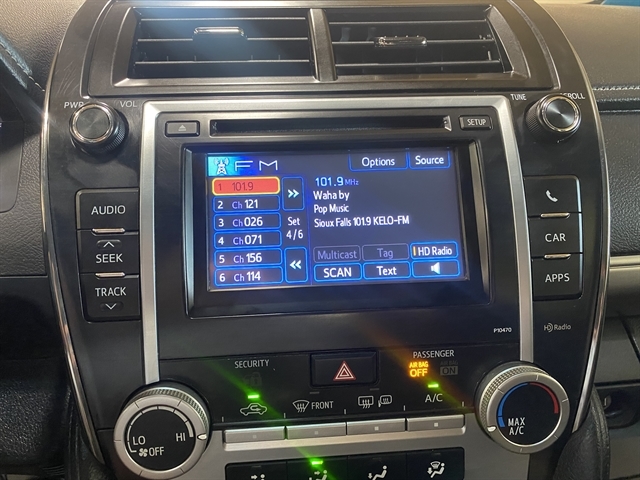 PWR
VOL
TUNE
SCROLL
SETUP
FM
Options
Source
1 101.9
2 Ch 121
3 Ch 026
4 Ch 071
5 Ch 156
6 Ch 114
Set
4/6
101.9 MHz
Waha by
Pop Music
Sioux Falls 101.9 KELO-FM
Multicast
Tag
HD Radio
SCAN
Text
AUDIO
SEEK
TRACK
CAR
APPS
P10470
HD Radio
SECURITY
PASSENGER
AIR BAG
OFF
ON
FRONT
A/C
LO
HI
OFF
MAX
A/C